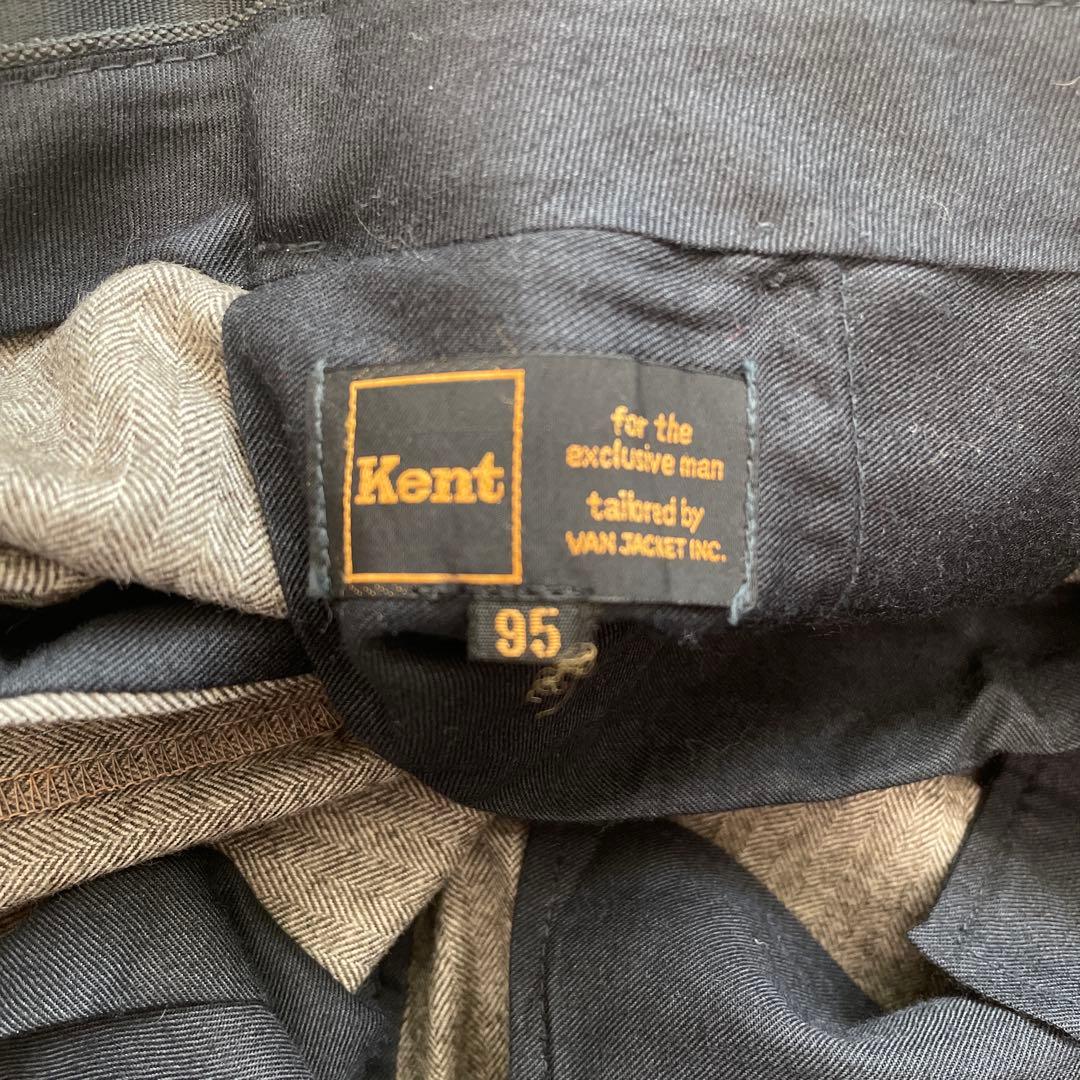 Kent
for the
exclusive man
tailored by
VAN JACKET INC.
95